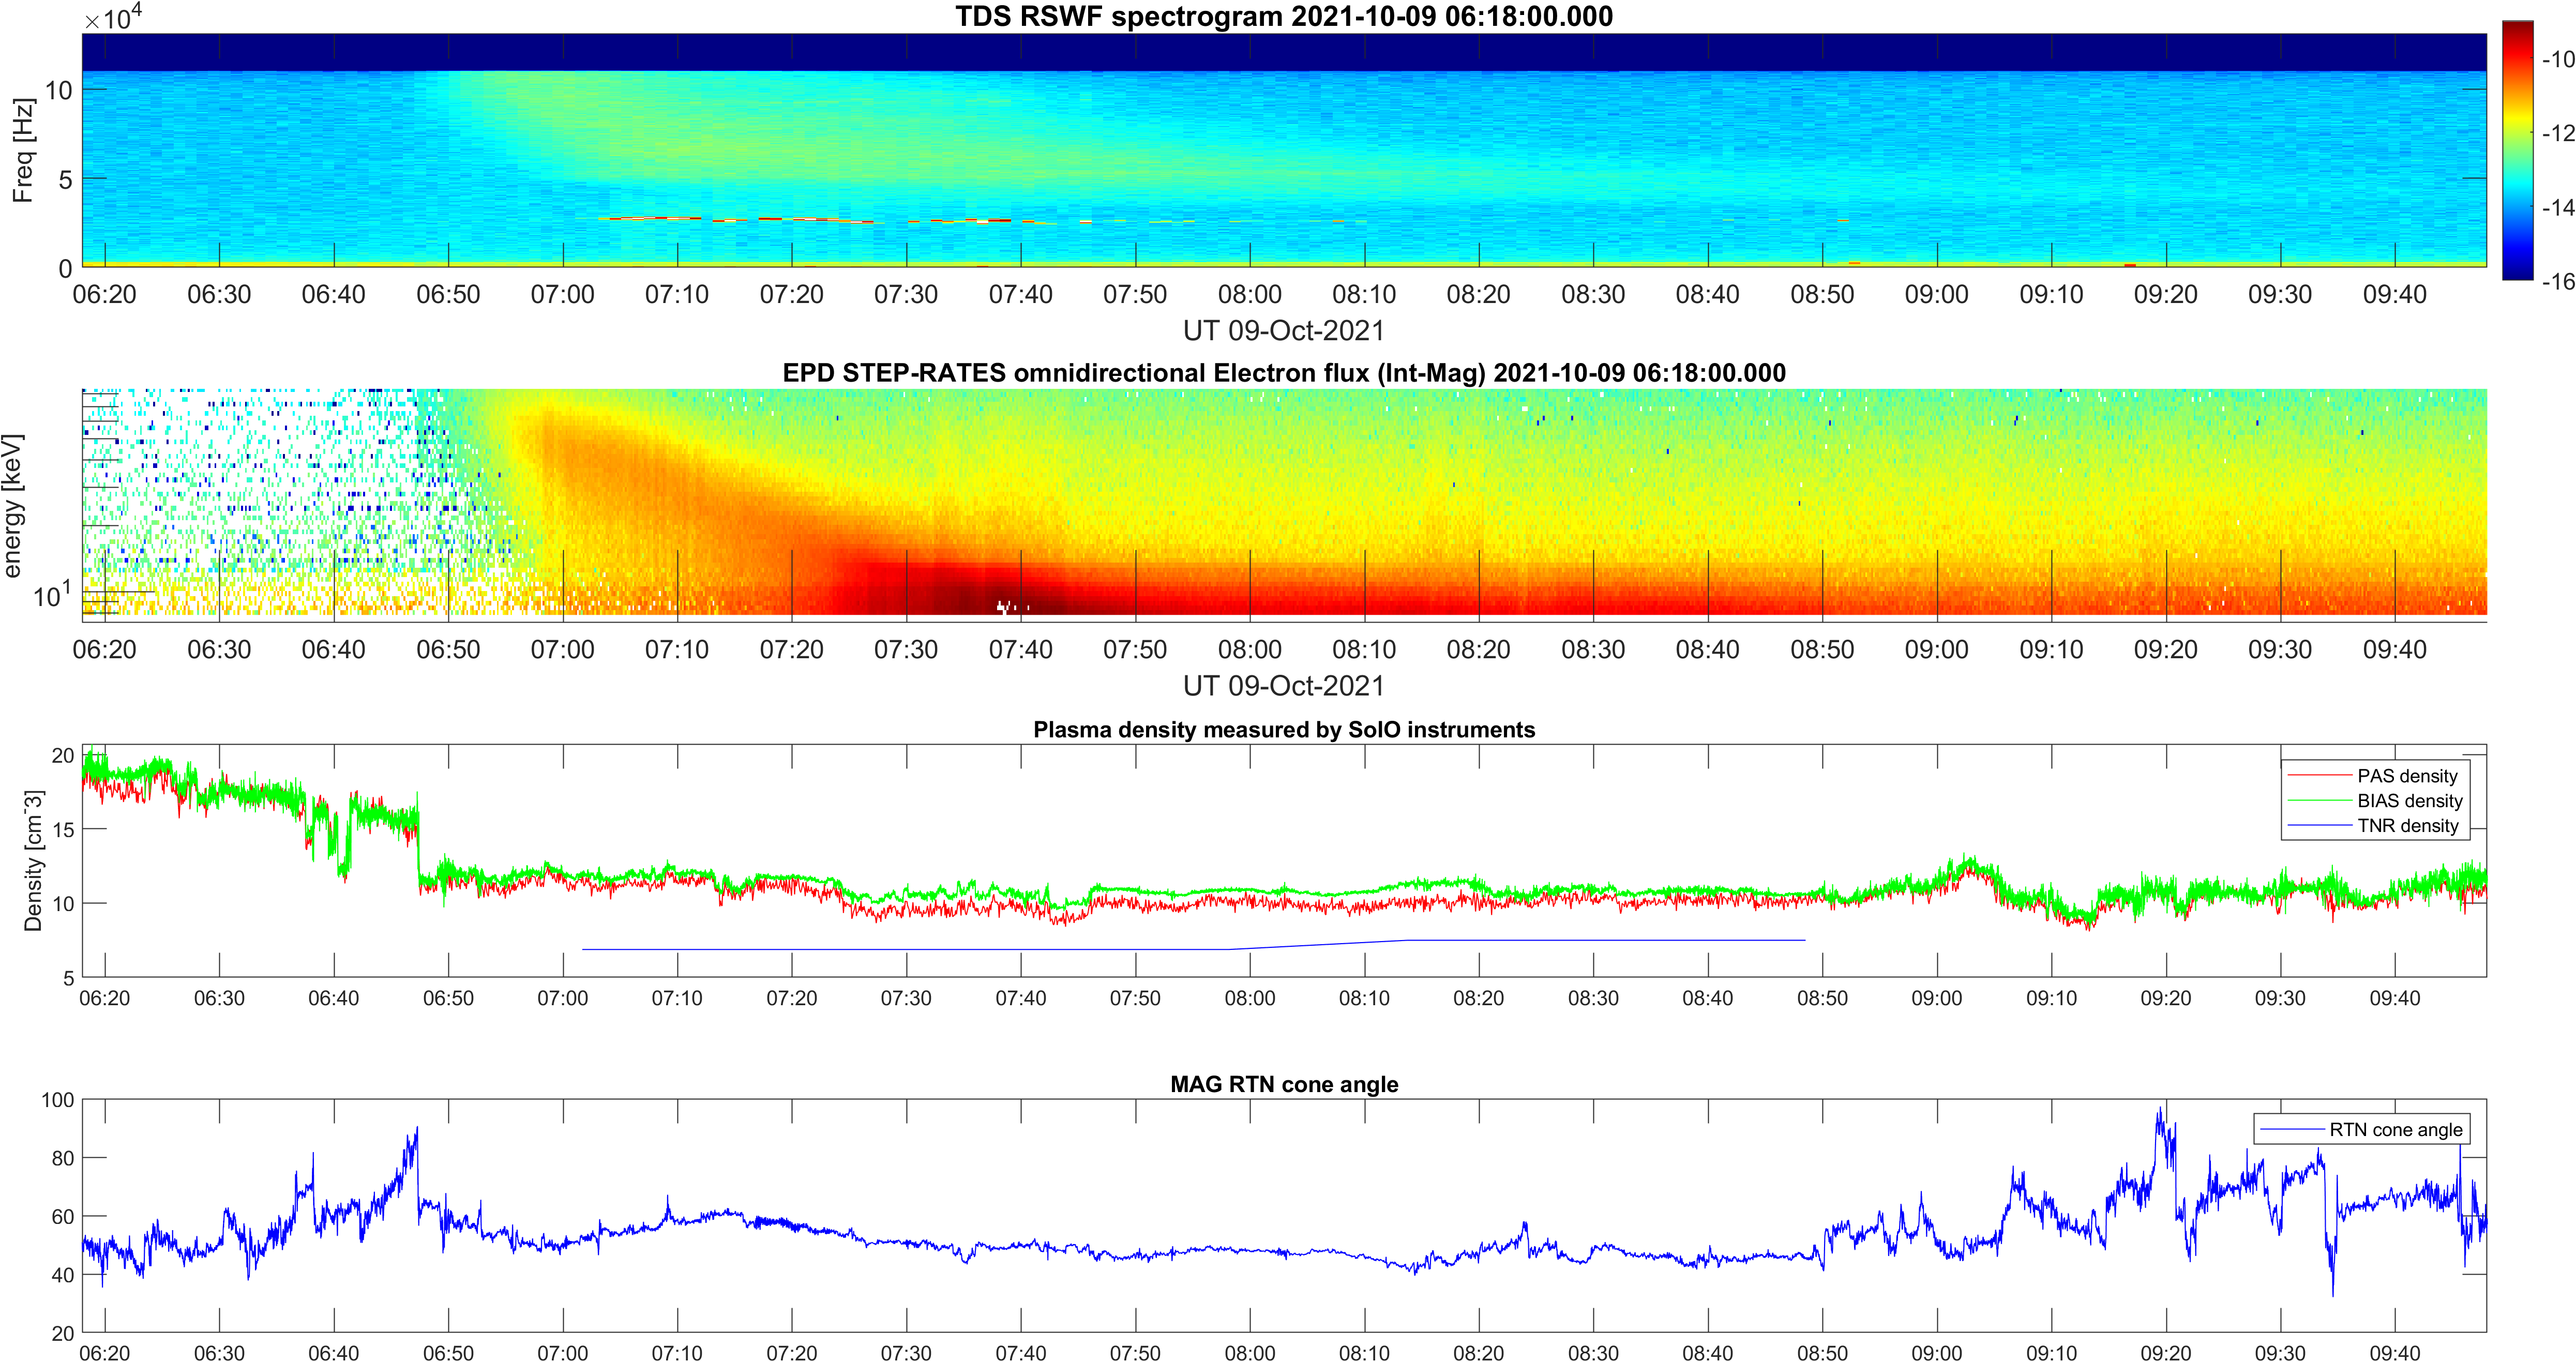 TDS RSWF spectrogram 2021-10-09 06:18:00.000
×10⁴
Freq [Hz]
10
5
0
-10
-12
-14
-16
06:20 06:30 06:40 06:50 07:00 07:10 07:20 07:30 07:40 07:50 08:00 08:10 08:20 08:30 08:40 08:50 09:00 09:10 09:20 09:30 09:40
UT 09-Oct-2021
EPD STEP-RATES omnidirectional Electron flux (Int-Mag) 2021-10-09 06:18:00.000
energy [keV]
10¹
06:20 06:30 06:40 06:50 07:00 07:10 07:20 07:30 07:40 07:50 08:00 08:10 08:20 08:30 08:40 08:50 09:00 09:10 09:20 09:30 09:40
UT 09-Oct-2021
Plasma density measured by SolO instruments
Density [cm⁻3]
20
15
10
5
PAS density
BIAS density
TNR density
06:20 06:30 06:40 06:50 07:00 07:10 07:20 07:30 07:40 07:50 08:00 08:10 08:20 08:30 08:40 08:50 09:00 09:10 09:20 09:30 09:40
MAG RTN cone angle
100
80
60
40
20
RTN cone angle
06:20 06:30 06:40 06:50 07:00 07:10 07:20 07:30 07:40 07:50 08:00 08:10 08:20 08:30 08:40 08:50 09:00 09:10 09:20 09:30 09:40